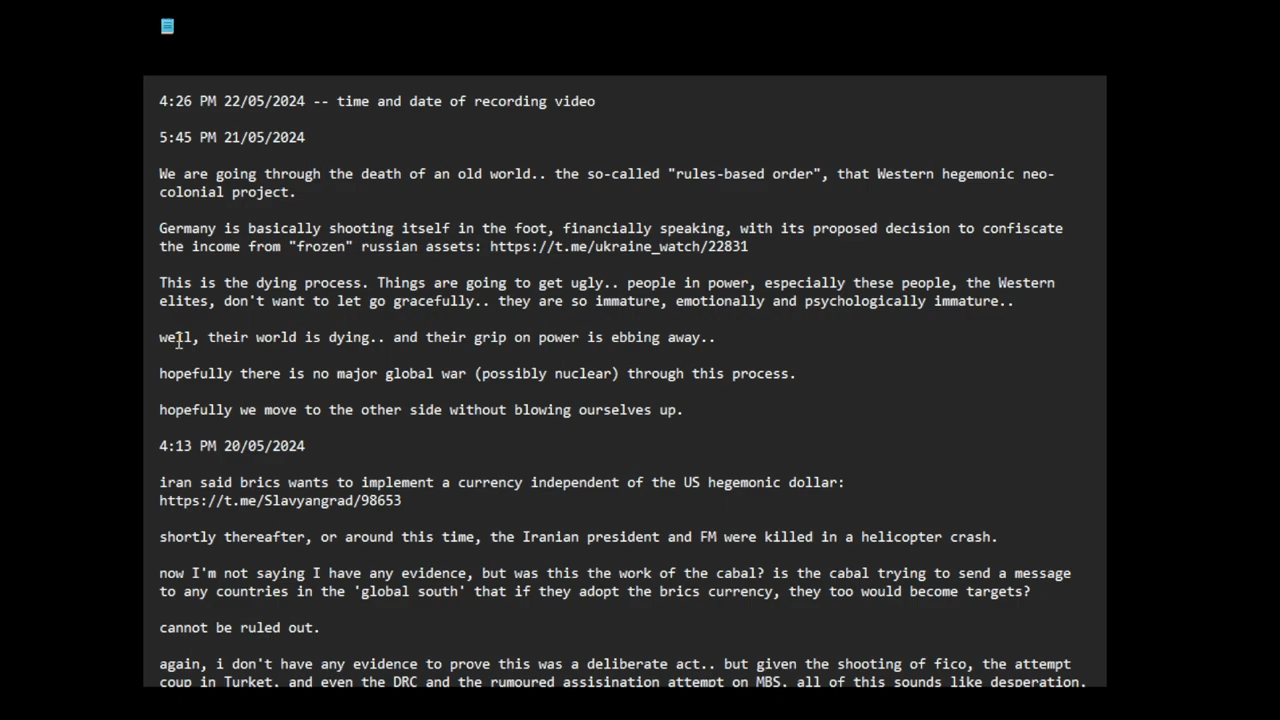 4:26 PM 22/05/2024 -- time and date of recording video
5:45 PM 21/05/2024
We are going through the death of an old world.. the so-called "rules-based order", that Western hegemonic neo-
colonial project.
Germany is basically shooting itself in the foot, financially speaking, with its proposed decision to confiscate
the income from "frozen" russian assets: https://t.me/ukraine_watch/22831
This is the dying process. Things are going to get ugly.. people in power, especially these people, the Western
elites, don't want to let go gracefully.. they are so immature, emotionally and psychologically immature..
well, their world is dying.. and their grip on power is ebbing away..
hopefully there is no major global war (possibly nuclear) through this process.
hopefully we move to the other side without blowing ourselves up.
4:13 PM 20/05/2024
iran said brics wants to implement a currency independent of the US hegemonic dollar:
https://t.me/Slavyangrad/98653
shortly thereafter, or around this time, the Iranian president and FM were killed in a helicopter crash.
now I'm not saying I have any evidence, but was this the work of the cabal? is the cabal trying to send a message
to any countries in the 'global south' that if they adopt the brics currency, they too would become targets?
cannot be ruled out.
again, i don't have any evidence to prove this was a deliberate act.. but given the shooting of fico, the attempt
coup in Turket, and even the DRC and the rumoured assisination attempt on MBS, all of this sounds like desperation.